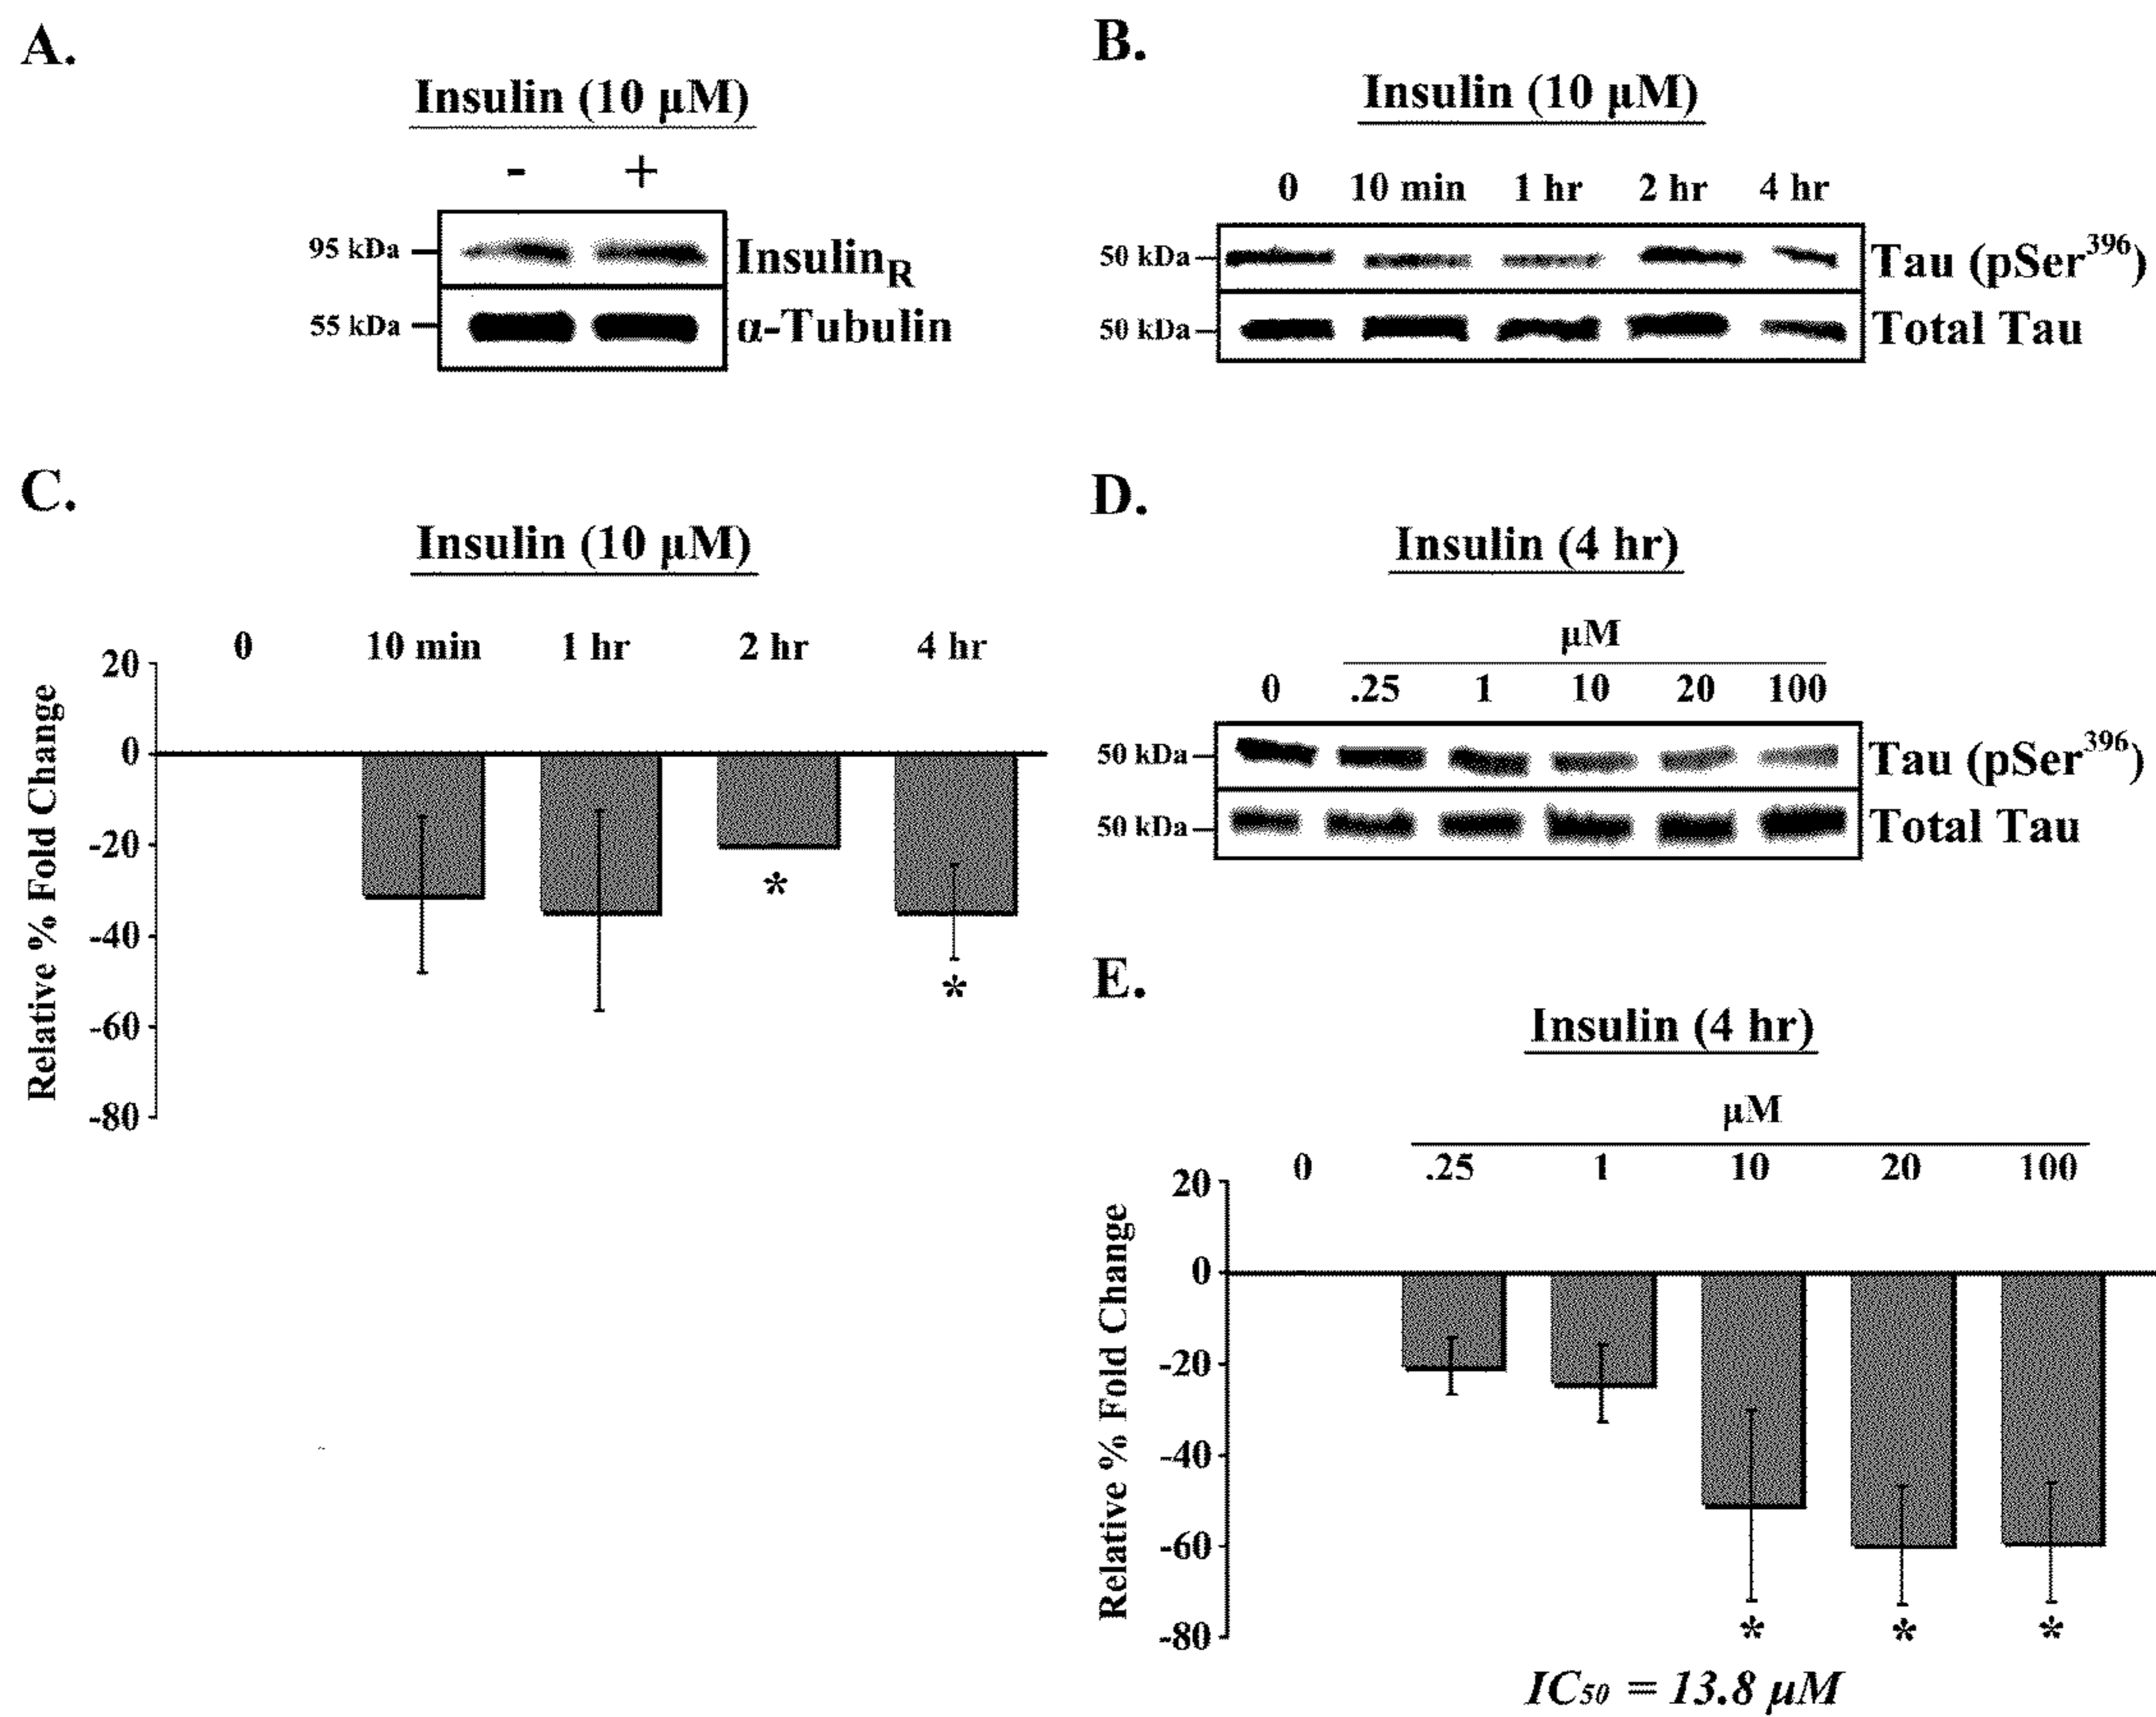 A.
Insulin (10 μM)
- +
95 kDa InsulinR
55 kDa α-Tubulin
B.
Insulin (10 μM)
0 10 min 1 hr 2 hr 4 hr
50 kDa Tau (pSer396)
50 kDa Total Tau
C.
Insulin (10 μM)
0 10 min 1 hr 2 hr 4 hr
Relative % Fold Change
20
0
-20
-40
-60
-80
*
*
D.
Insulin (4 hr)
μM
0 .25 1 10 20 100
50 kDa Tau (pSer396)
50 kDa Total Tau
E.
Insulin (4 hr)
μM
0 .25 1 10 20 100
Relative % Fold Change
20
0
-20
-40
-60
-80
* * *
IC50 = 13.8 μM